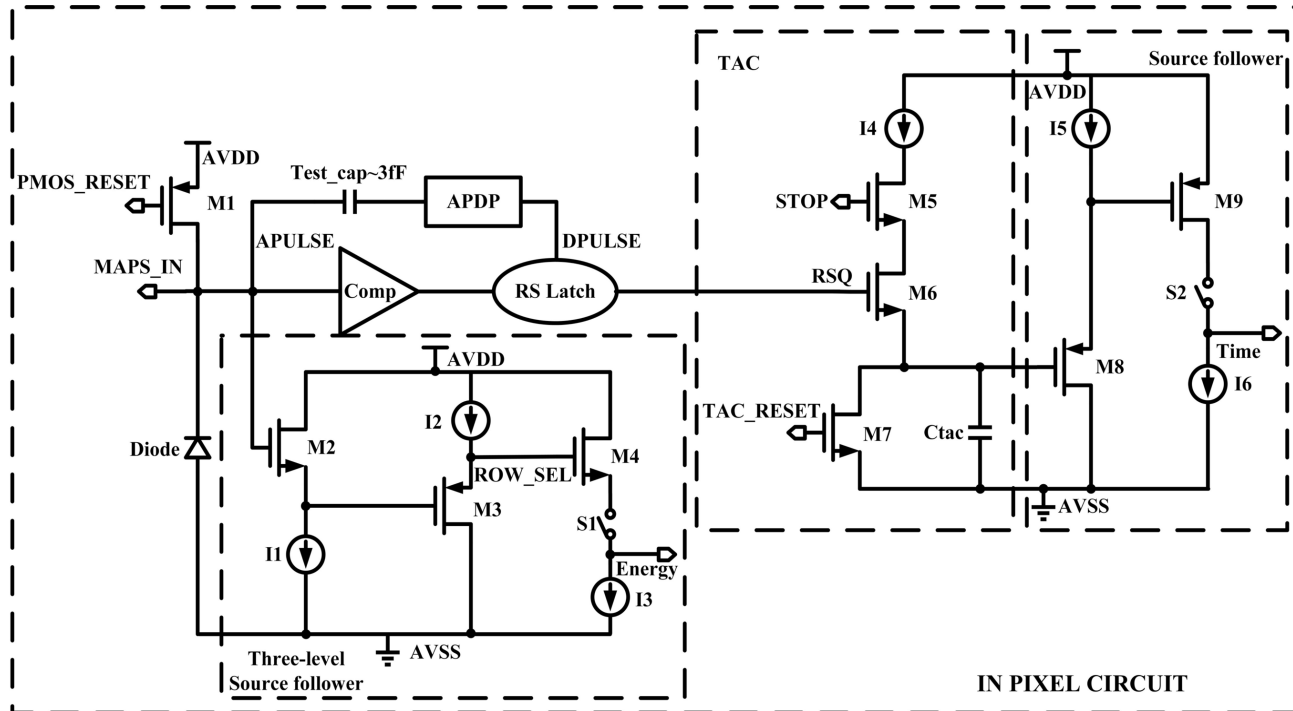 TAC
Source follower
AVDD
I4
I5
AVDD
PMOS_RESET
M1
Test_cap~3fF
APDP
STOP
M5
M9
APULSE
DPULSE
MAPS_IN
Comp
RS Latch
RSQ
M6
S2
Time
AVDD
M8
I6
I2
TAC_RESET
M7
Ctac
Diode
M2
M4
ROW_SEL
M3
S1
AVSS
I1
Energy
I3
AVSS
Three-level
Source follower
IN PIXEL CIRCUIT